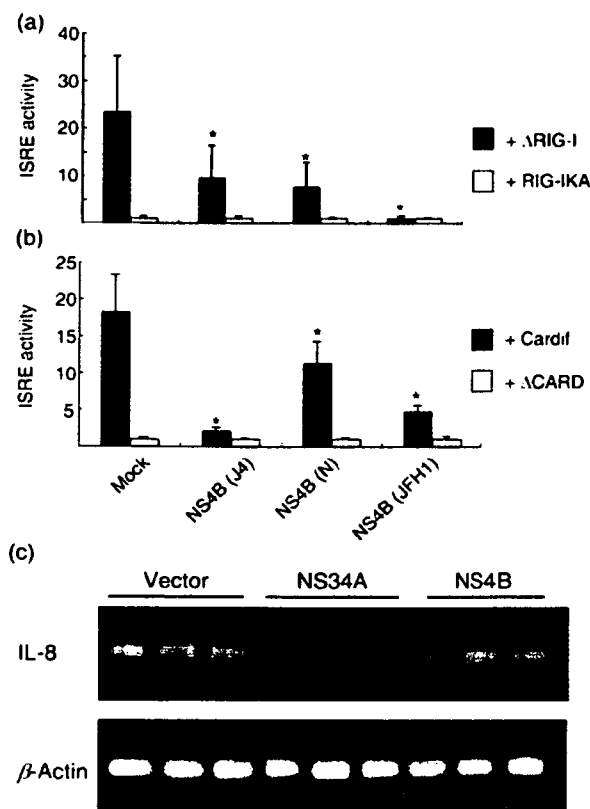 (a)
40
30
20
10
ISRE activity
+ ΔRIG-I
+ RIG-IKA
(b)
25
20
15
10
5
ISRE activity
+ Cardif
+ ΔCARD
Mock
NS4B (J4)
NS4B (N)
NS4B (JFH1)
(c)
Vector NS34A NS4B
IL-8
β-Actin